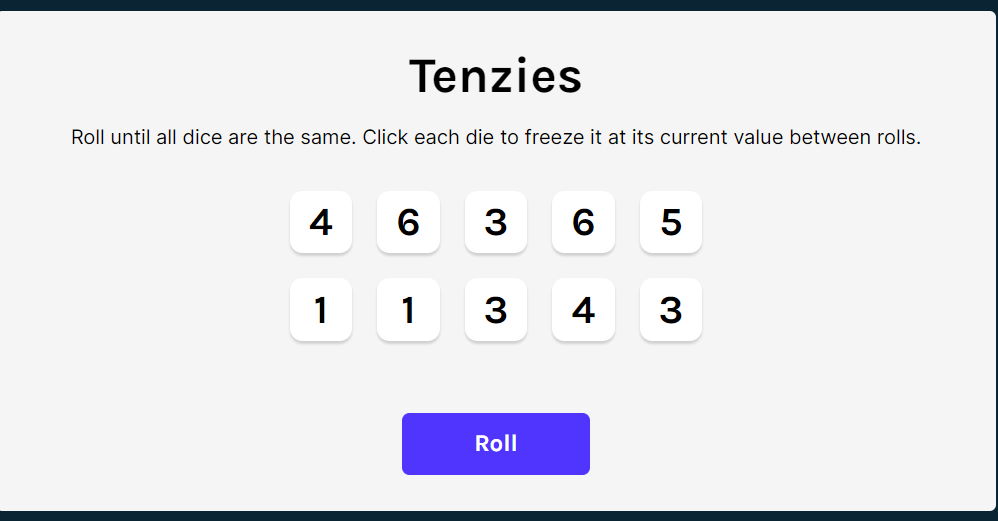 Tenzies
Roll until all dice are the same. Click each die to freeze it at its current value between rolls.
4 6 3 6 5
1 1 3 4 3
Roll